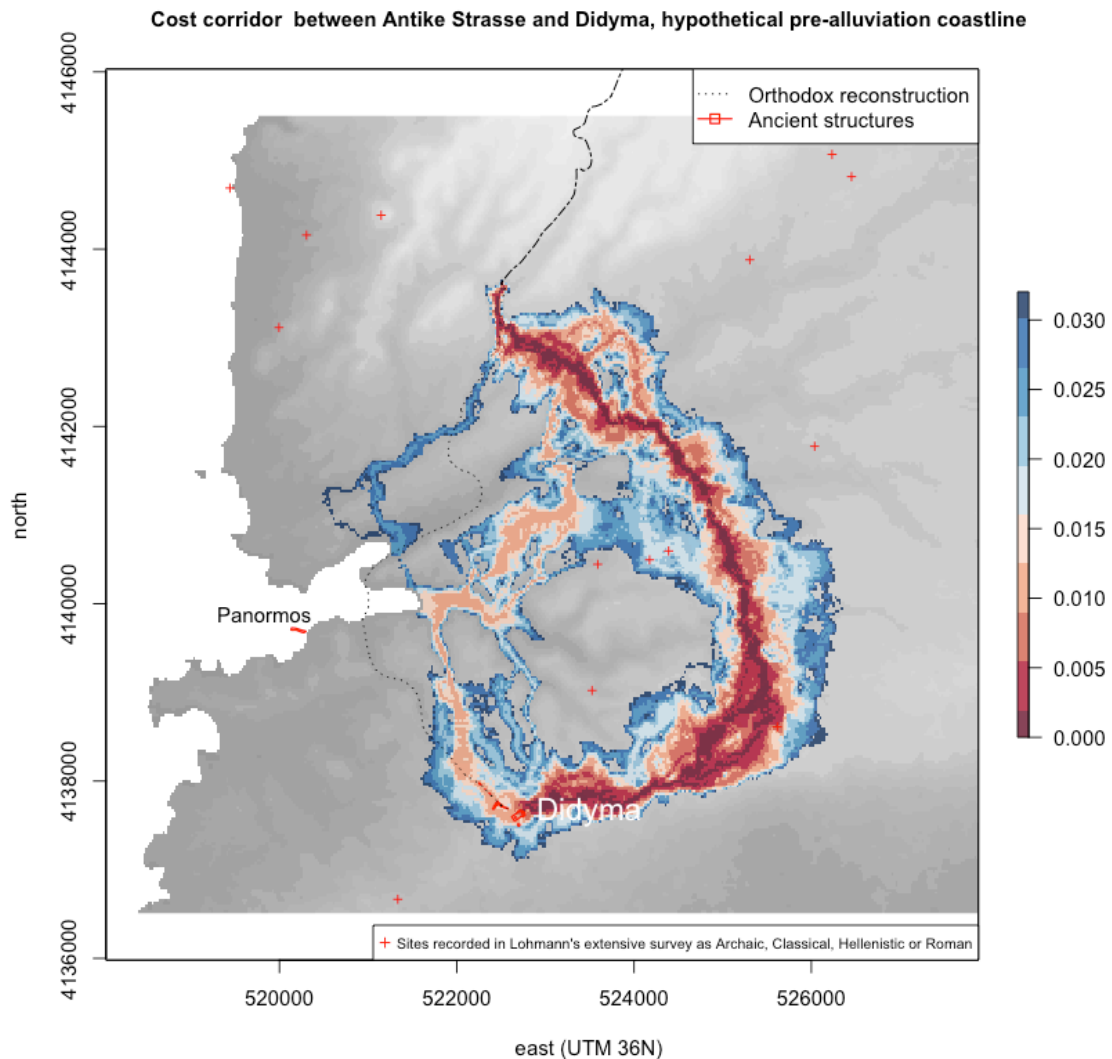 Cost corridor  between Antike Strasse and Didyma, hypothetical pre-alluviation coastline
Orthodox reconstruction
Ancient structures
4146000
4144000
4142000
4140000
4138000
4136000
north
Panormos
Didyma
0.030
0.025
0.020
0.015
0.010
0.005
0.000
Sites recorded in Lohmann's extensive survey as Archaic, Classical, Hellenistic or Roman
520000
522000
524000
526000
east (UTM 36N)